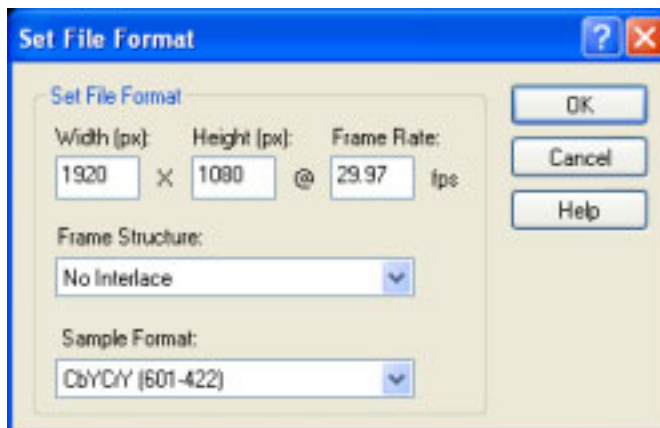 Set File Format
Set File Format
Width (px): Height (px): Frame Rate:
1920 X 1080 @ 29.97 fps
Frame Structure:
No Interlace
Sample Format:
CbYCrY (601-422)
OK
Cancel
Help